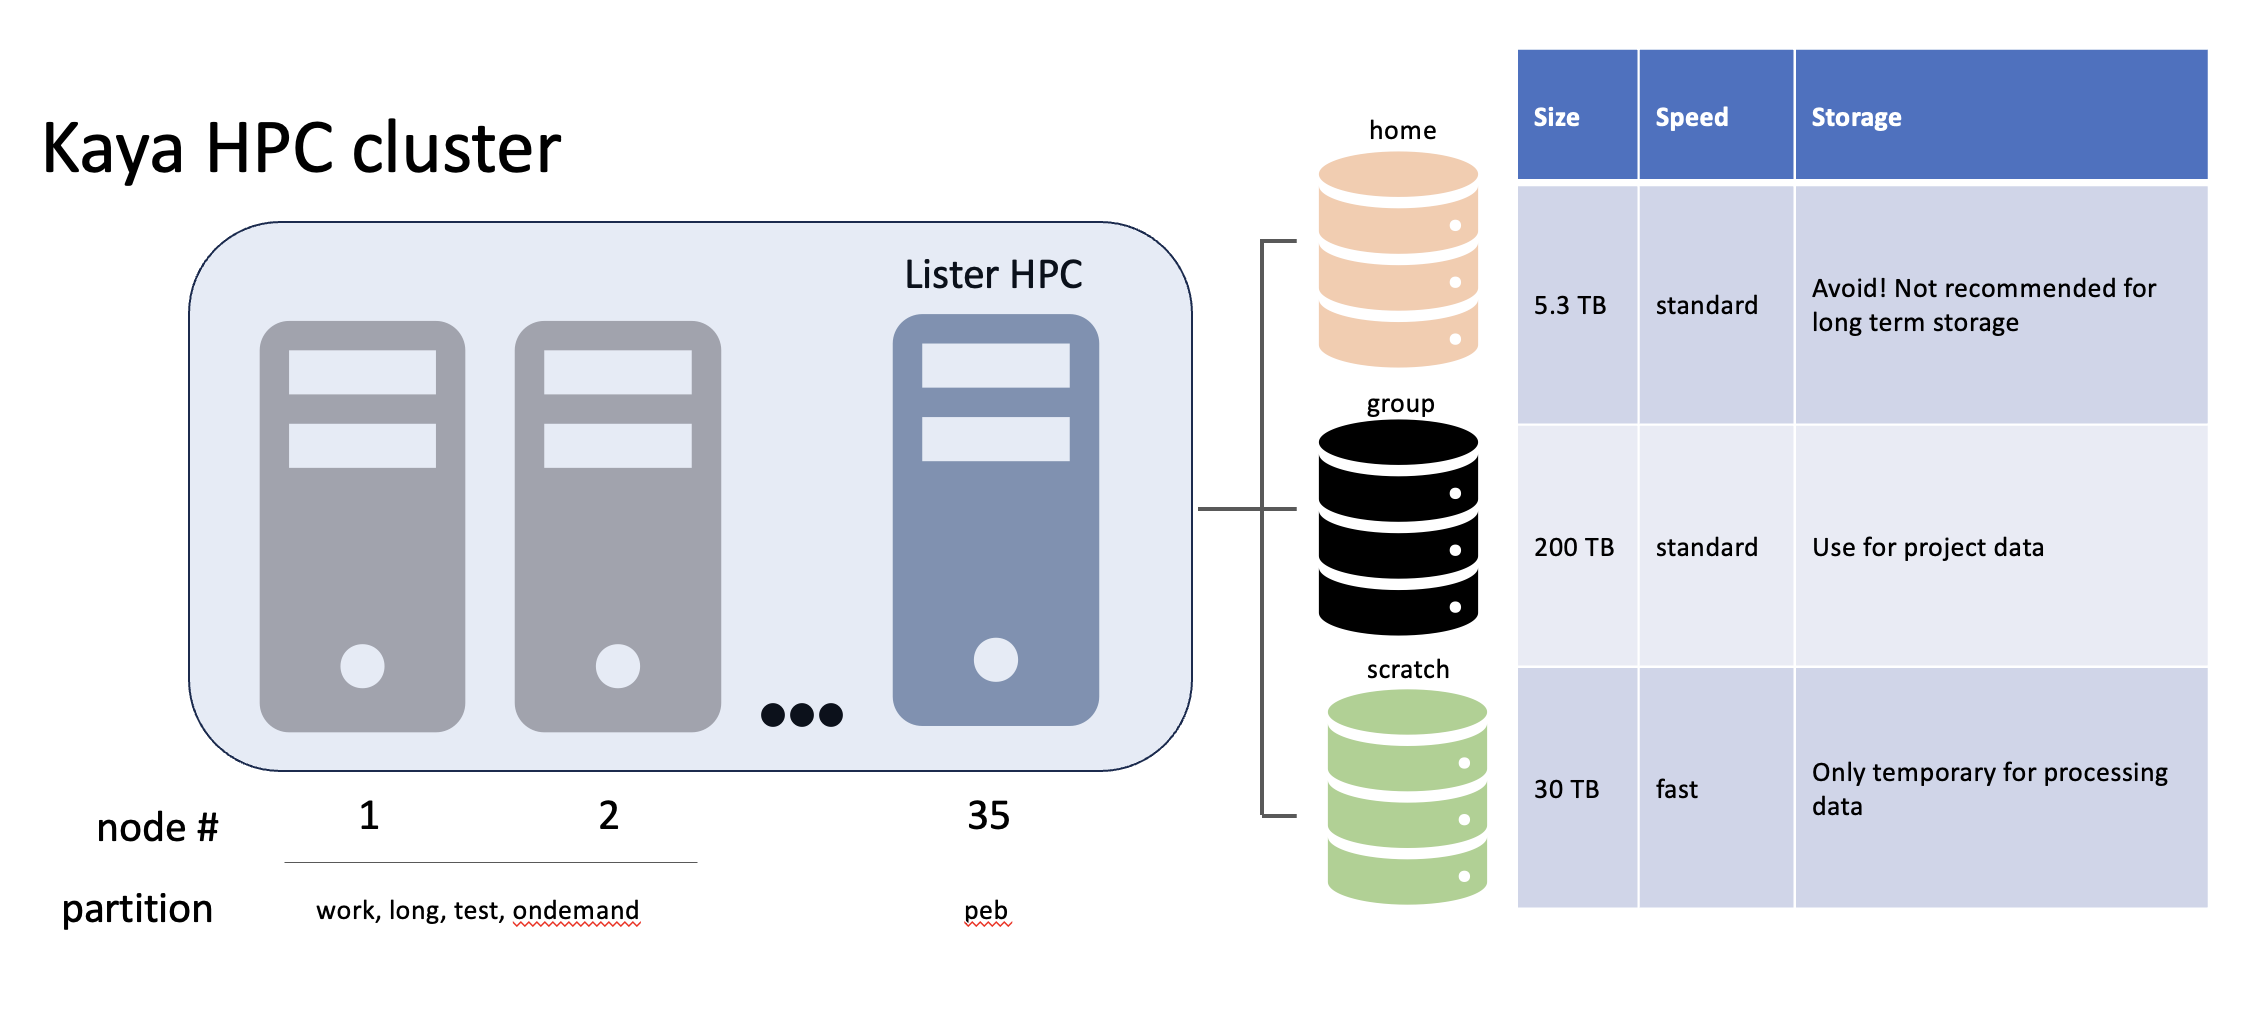 Kaya HPC cluster
Lister HPC
node #
1
2
35
partition
work, long, test, ondemand
peb
home
group
scratch
Size
Speed
Storage
5.3 TB
standard
Avoid! Not recommended for
long term storage
200 TB
standard
Use for project data
30 TB
fast
Only temporary for processing
data